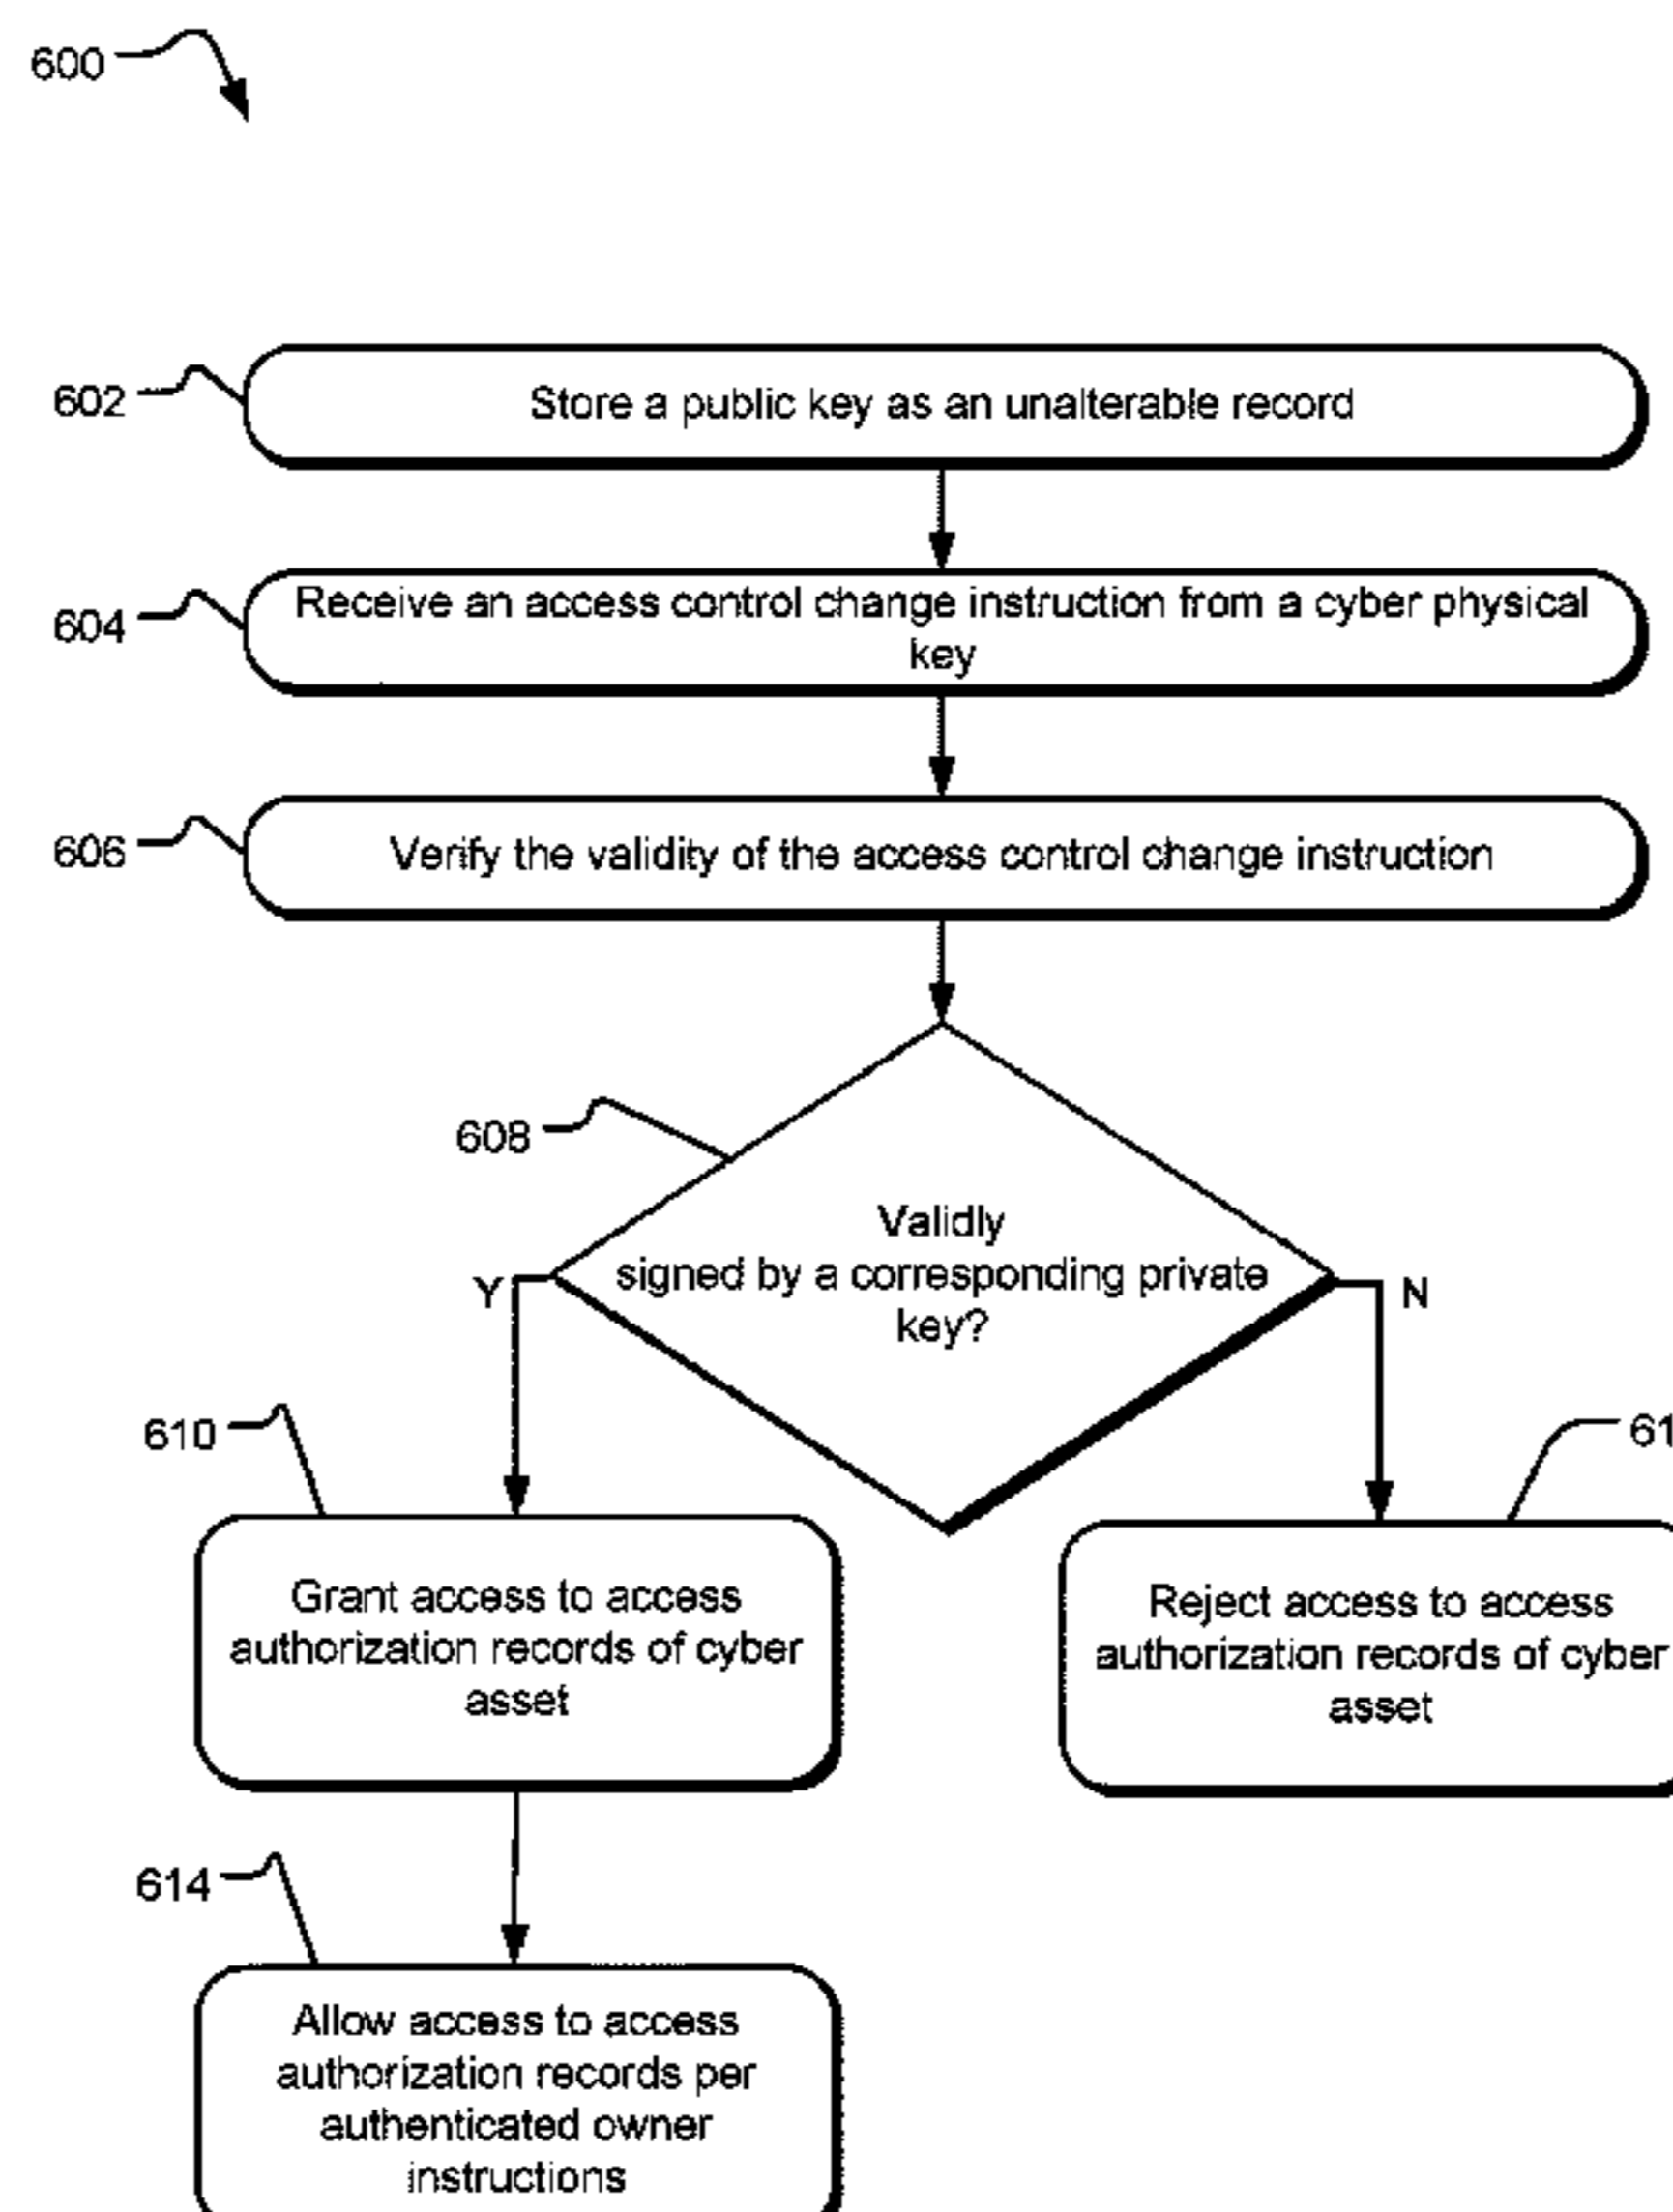 600
602
Store a public key as an unalterable record
604
Receive an access control change instruction from a cyber physical
key
606
Verify the validity of the access control change instruction
608
Validly
signed by a corresponding private
key?
Y
N
610
61
Grant access to access
authorization records of cyber
asset
Reject access to access
authorization records of cyber
asset
614
Allow access to access
authorization records per
authenticated owner
instructions